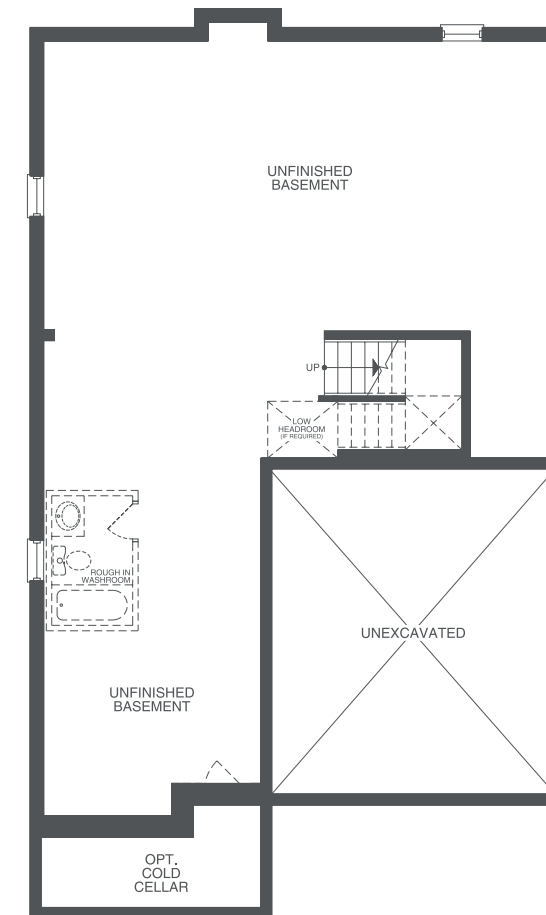 UNFINISHED
BASEMENT
UP
LOW
HEADROOM
(IF REQUIRED)
ROUGH IN
WASHROOM
UNEXCAVATED
UNFINISHED
BASEMENT
OPT.
COLD
CELLAR